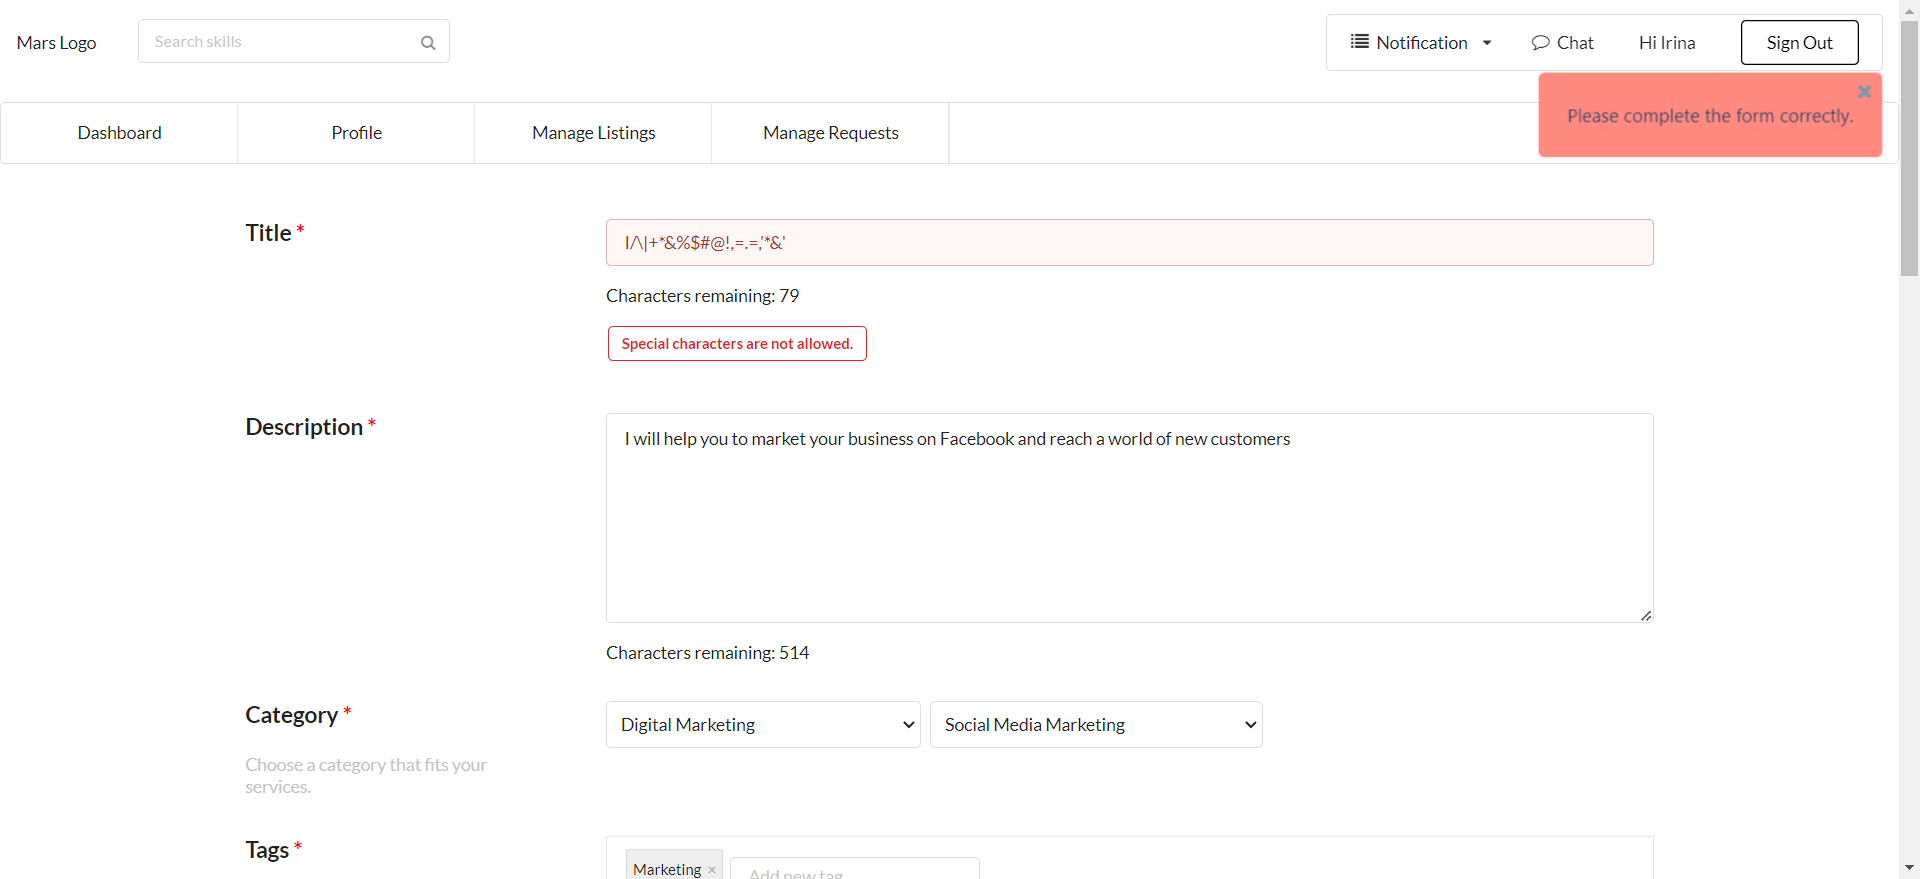 Mars Logo
Search skills
Notification
Chat
Hi Irina
Sign Out
Please complete the form correctly.
Dashboard
Profile
Manage Listings
Manage Requests
Title *
I/\|+*&%$#@!,=.=,'*&'
Characters remaining: 79
Special characters are not allowed.
Description *
I will help you to market your business on Facebook and reach a world of new customers
Characters remaining: 514
Category *
Digital Marketing
Social Media Marketing
Choose a category that fits your
services.
Tags *
Marketing ×
Add new tag